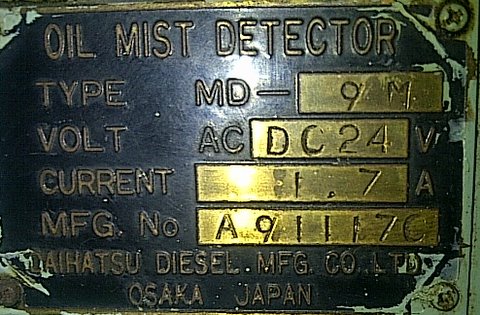 OIL MIST DETECTOR
TYPE MD-9M
VOLT AC DC24 V
CURRENT 1.7 A
MFG. No A91117C
DAIHATSU DIESEL MFG. CO., LTD.
OSAKA JAPAN